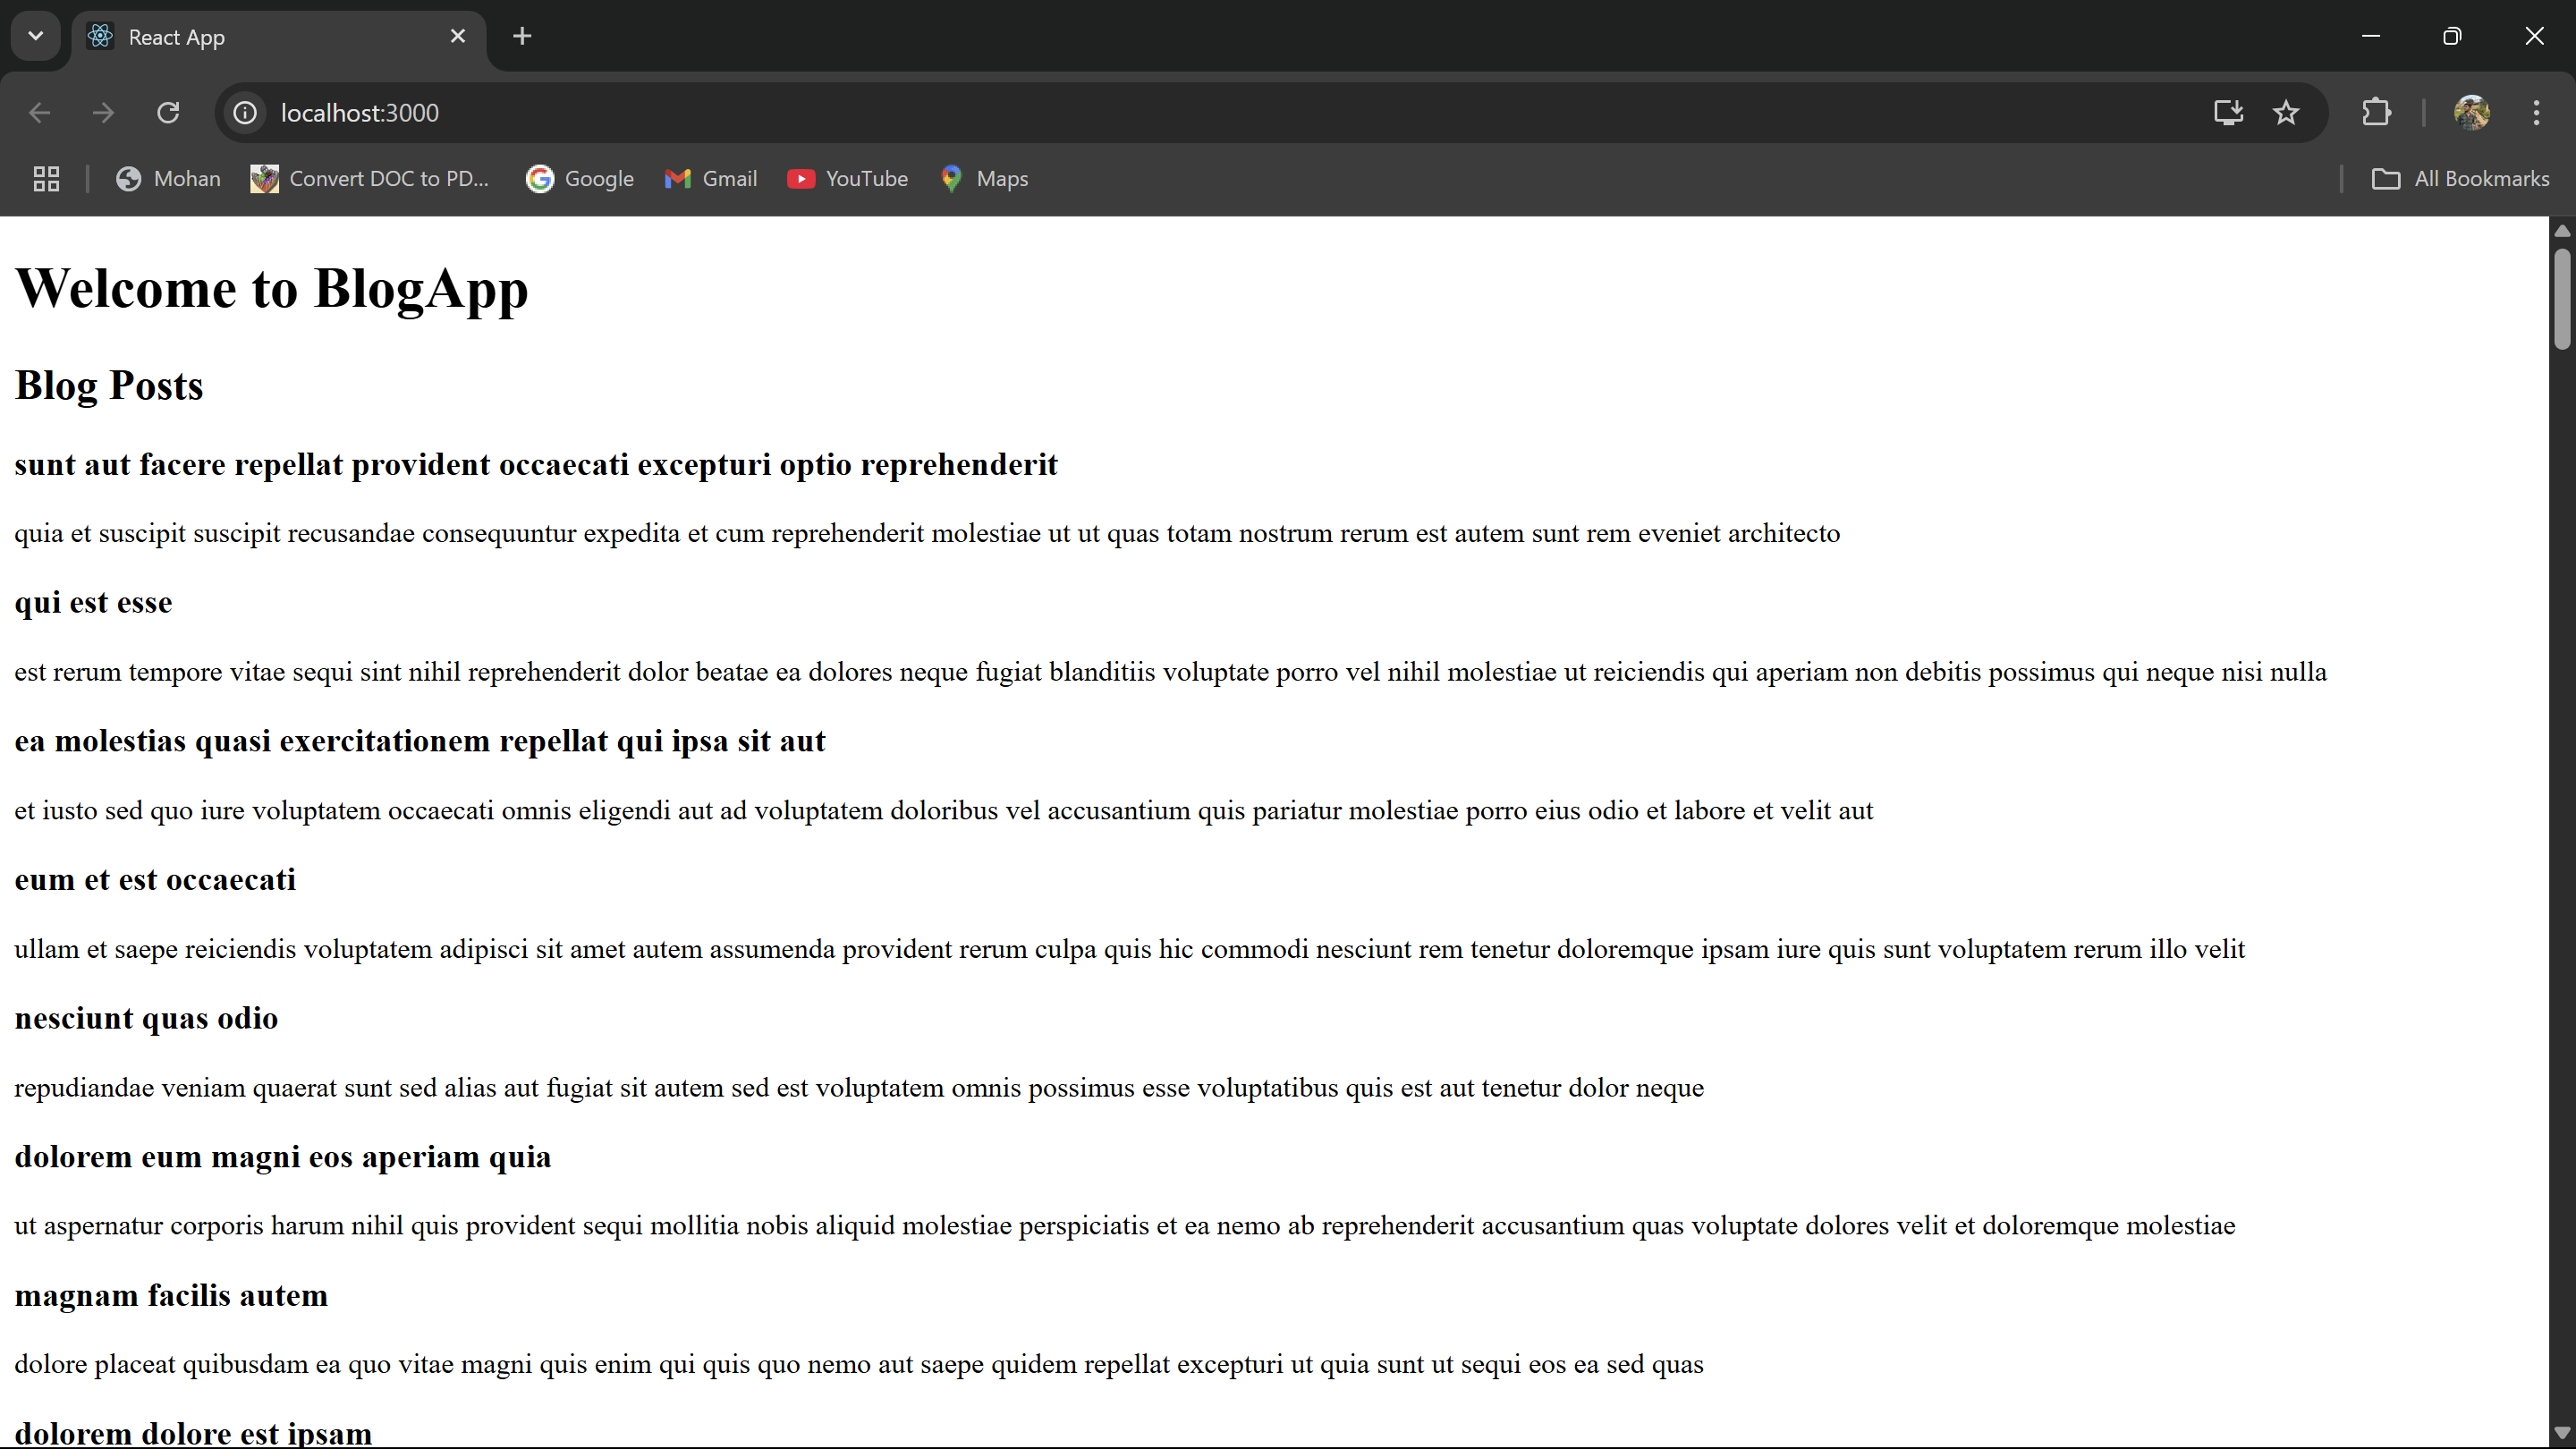 React App
localhost:3000
Mohan
Convert DOC to PD...
Google
Gmail
YouTube
Maps
All Bookmarks
Welcome to BlogApp
Blog Posts
sunt aut facere repellat provident occaecati excepturi optio reprehenderit
quia et suscipit suscipit recusandae consequuntur expedita et cum reprehenderit molestiae ut ut quas totam nostrum rerum est autem sunt rem eveniet architecto
qui est esse
est rerum tempore vitae sequi sint nihil reprehenderit dolor beatae ea dolores neque fugiat blanditiis voluptate porro vel nihil molestiae ut reiciendis qui aperiam non debitis possimus qui neque nisi nulla
ea molestias quasi exercitationem repellat qui ipsa sit aut
et iusto sed quo iure voluptatem occaecati omnis eligendi aut ad voluptatem doloribus vel accusantium quis pariatur molestiae porro eius odio et labore et velit aut
eum et est occaecati
ullam et saepe reiciendis voluptatem adipisci sit amet autem assumenda provident rerum culpa quis hic commodi nesciunt rem tenetur doloremque ipsam iure quis sunt voluptatem rerum illo velit
nesciunt quas odio
repudiandae veniam quaerat sunt sed alias aut fugiat sit autem sed est voluptatem omnis possimus esse voluptatibus quis est aut tenetur dolor neque
dolorem eum magni eos aperiam quia
ut aspernatur corporis harum nihil quis provident sequi mollitia nobis aliquid molestiae perspiciatis et ea nemo ab reprehenderit accusantium quas voluptate dolores velit et doloremque molestiae
magnam facilis autem
dolore placeat quibusdam ea quo vitae magni quis enim qui quis quo nemo aut saepe quidem repellat excepturi ut quia sunt ut sequi eos ea sed quas
dolorem dolore est ipsam